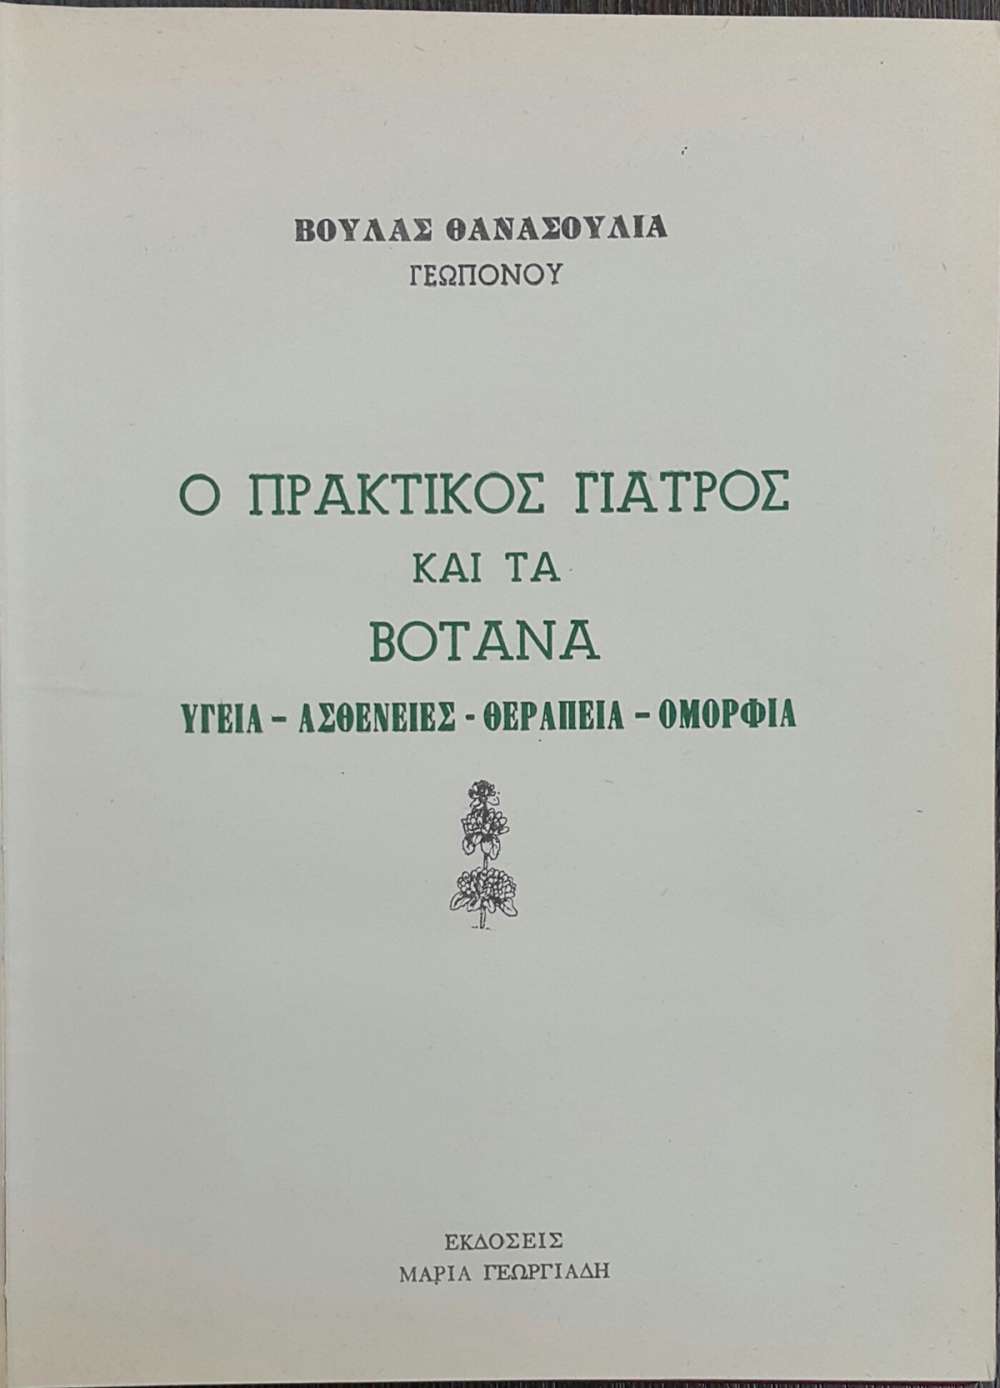 ΒΟΥΛΑΣ ΘΑΝΑΣΟΥΛΙΑ
ΓΕΩΠΟΝΟΥ
Ο ΠΡΑΚΤΙΚΟΣ ΓΙΑΤΡΟΣ
ΚΑΙ ΤΑ
ΒΟΤΑΝΑ
ΥΓΕΙΑ – ΑΣΘΕΝΕΙΕΣ - ΘΕΡΑΠΕΙΑ – ΟΜΟΡΦΙΑ
ΕΚΔΟΣΕΙΣ
ΜΑΡΙΑ ΓΕΩΡΓΙΑΔΗ